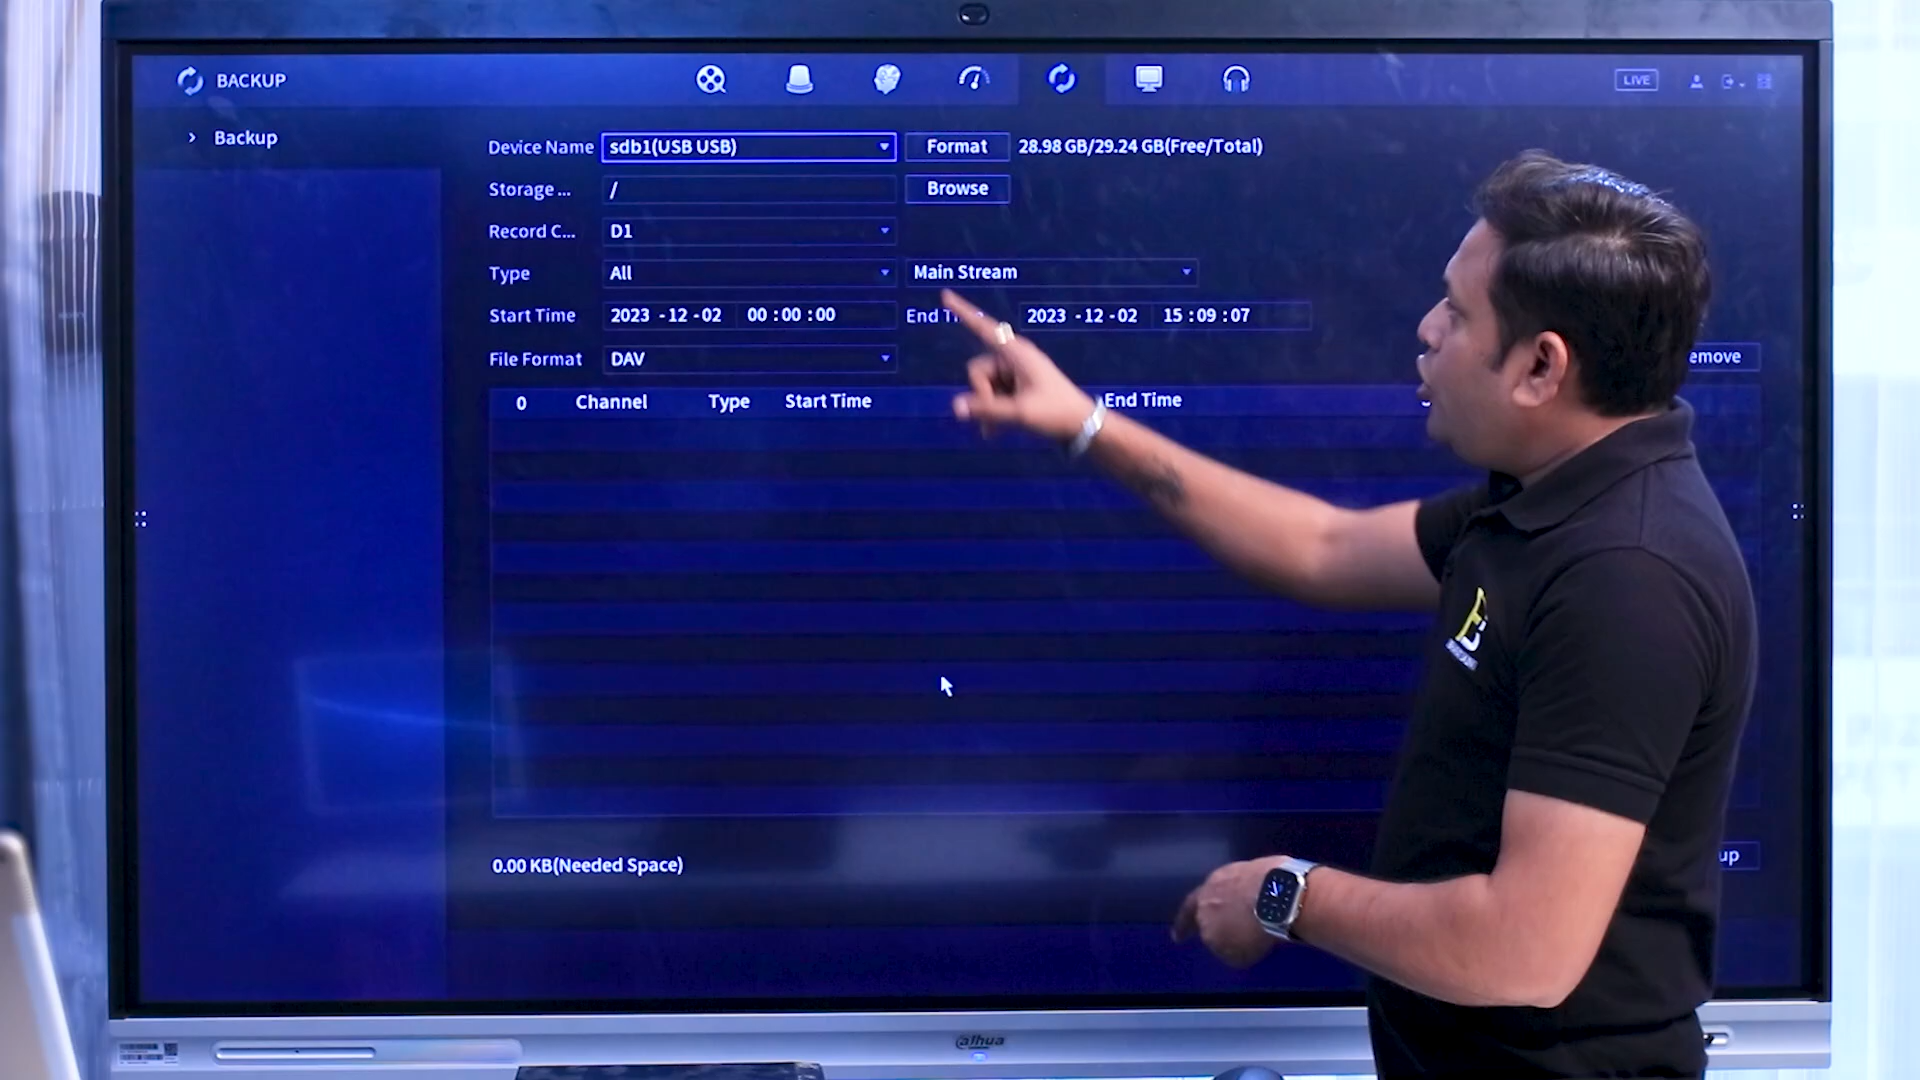 BACKUP
LIVE
Backup
Device Name sdb1(USB USB) Format 28.98 GB/29.24 GB(Free/Total)
Storage ... / Browse
Record C... D1
Type All Main Stream
Start Time 2023 -12 -02 00 : 00 : 00 End 2023 -12 -02 15 : 09 : 07
File Format DAV
emove
0 Channel Type Start Time End Time
0.00 KB(Needed Space)
up
alhua